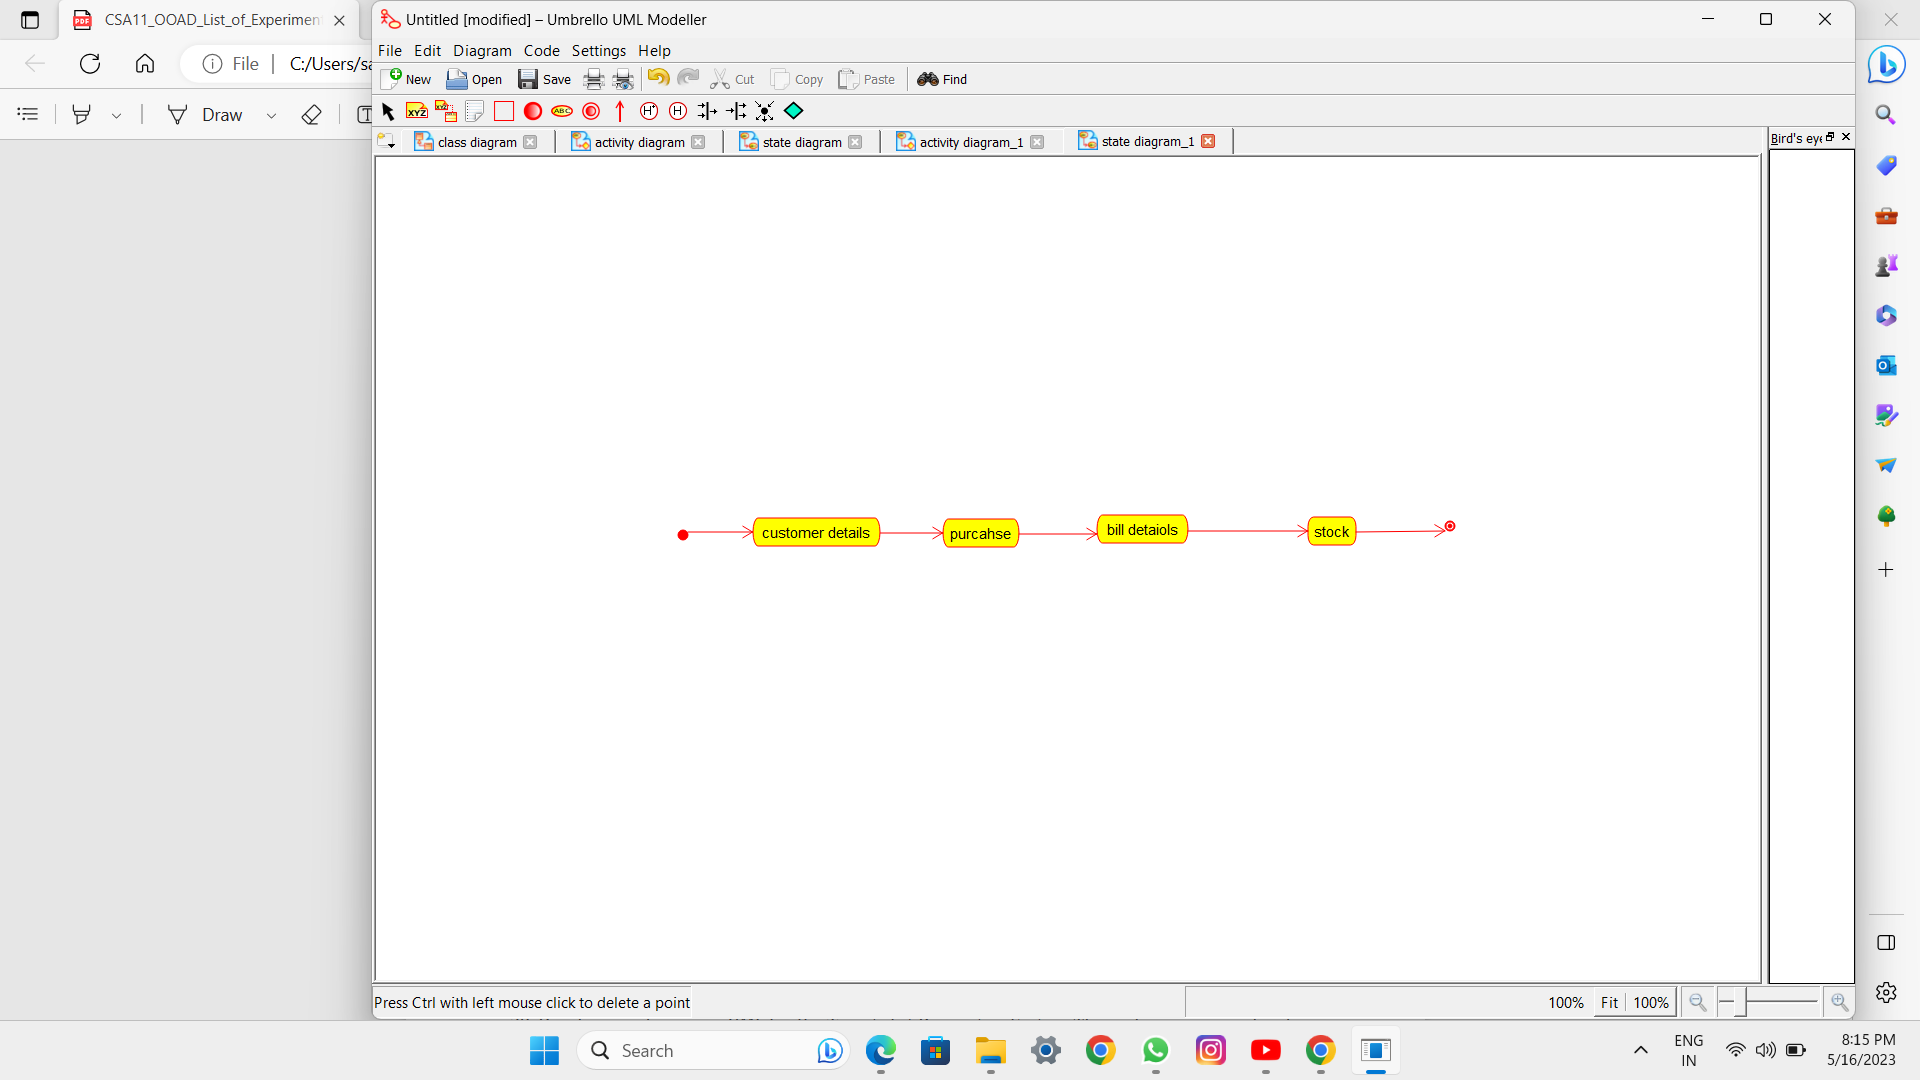 CSA11_OOAD_List_of_Experimen
File C:/Users/sa
Draw
Untitled [modified] – Umbrello UML Modeller
File Edit Diagram Code Settings Help
New Open Save Cut Copy Paste Find
XYZ XYZ ABC H* H
class diagram activity diagram state diagram activity diagram_1 state diagram_1
Bird's eye
customer details purcahse bill detaiols stock
Press Ctrl with left mouse click to delete a point
100% Fit 100%
Search
ENG
IN
8:15 PM
5/16/2023